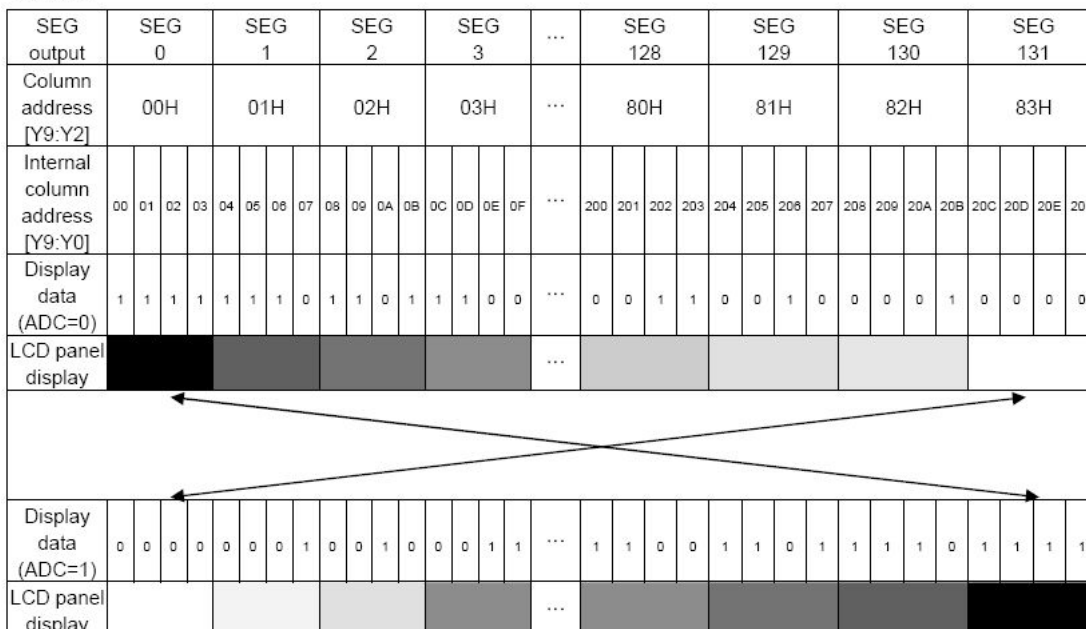 SEG output SEG 0 SEG 1 SEG 2 SEG 3 ... SEG 128 SEG 129 SEG 130 SEG 131
Column address [Y9:Y2] 00H 01H 02H 03H ... 80H 81H 82H 83H
Internal column address [Y9:Y0] 00 01 02 03 04 05 06 07 08 09 0A 0B 0C 0D 0E 0F ... 200 201 202 203 204 205 206 207 208 209 20A 20B 20C 20D 20E 20
Display data (ADC=0) 1 1 1 1 1 1 1 0 1 1 0 1 1 1 0 0 ... 0 0 1 1 0 0 1 0 0 0 0 1 0 0 0 0
LCD panel display ...
Display data (ADC=1) 0 0 0 0 0 0 0 1 0 0 1 0 0 0 1 1 ... 1 1 0 0 1 1 0 1 1 1 1 0 1 1 1 1
LCD panel display ...